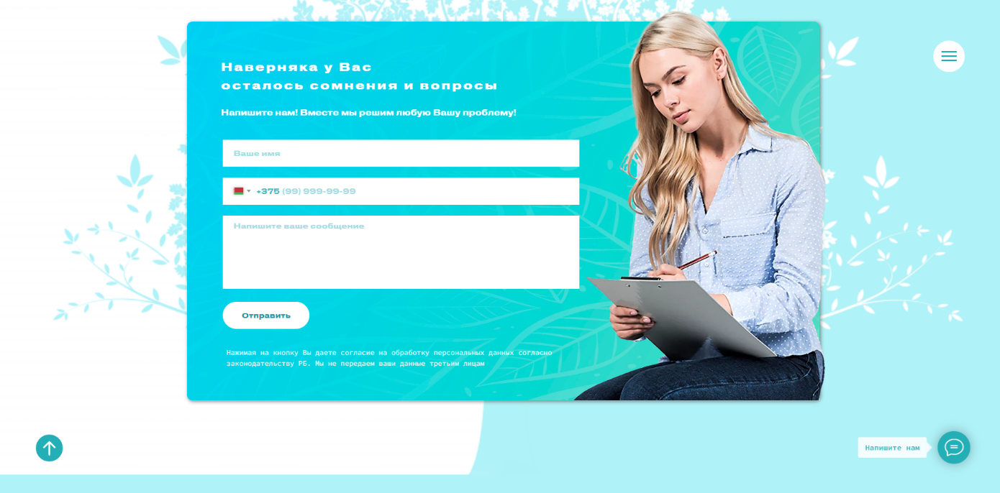 Наверняка у Вас
осталось сомнения и вопросы
Напишите нам! Вместе мы решим любую Вашу проблему!
Ваше имя
+375 (99) 999-99-99
Напишите ваше сообщение
Отправить
Нажимая на кнопку Вы даете согласие на обработку персональных данных согласно
законодательству РБ. Мы не передаем ваши данные третьим лицам
Напишите нам